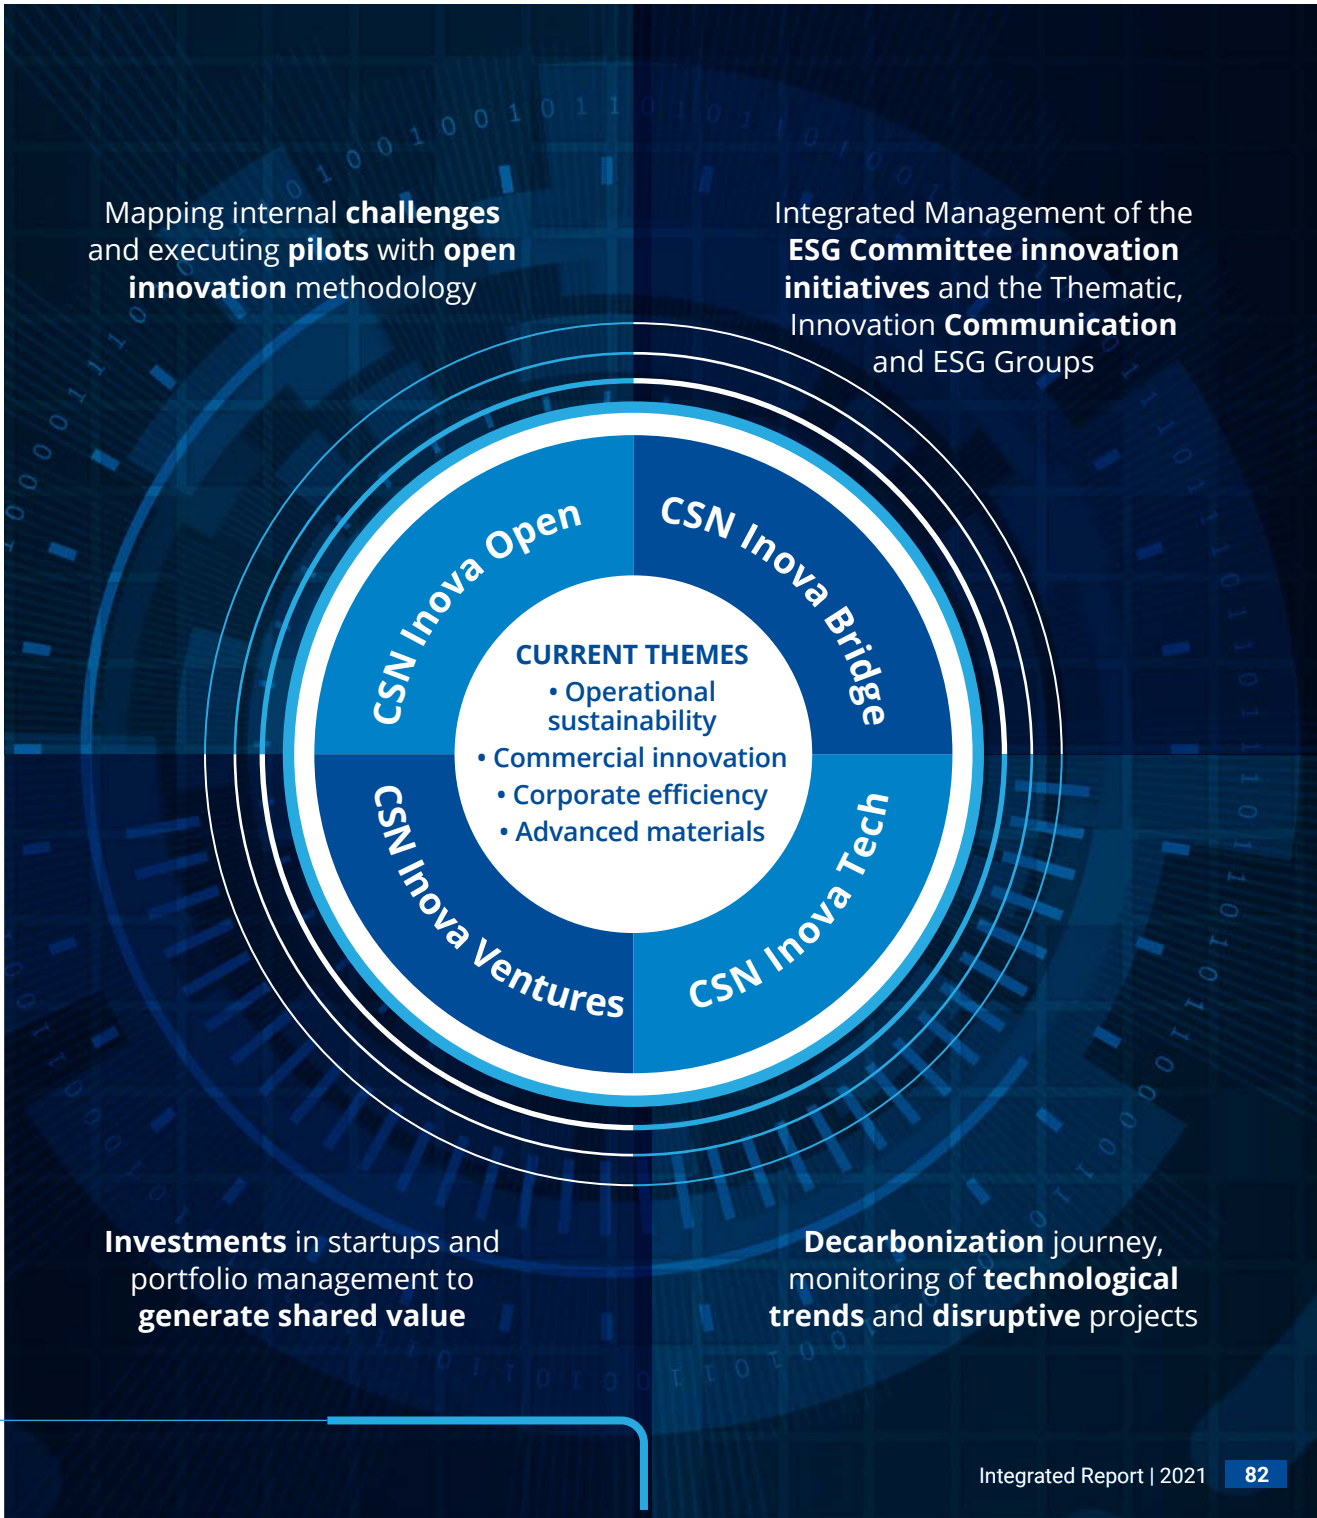 Mapping internal challenges
and executing pilots with open
innovation methodology
Integrated Management of the
ESG Committee innovation
initiatives and the Thematic,
Innovation Communication
and ESG Groups
CSN Inova Open
CSN Inova Bridge
CURRENT THEMES
• Operational
sustainability
• Commercial innovation
• Corporate efficiency
• Advanced materials
CSN Inova Ventures
CSN Inova Tech
Investments in startups and
portfolio management to
generate shared value
Decarbonization journey,
monitoring of technological
trends and disruptive projects
Integrated Report | 2021 82